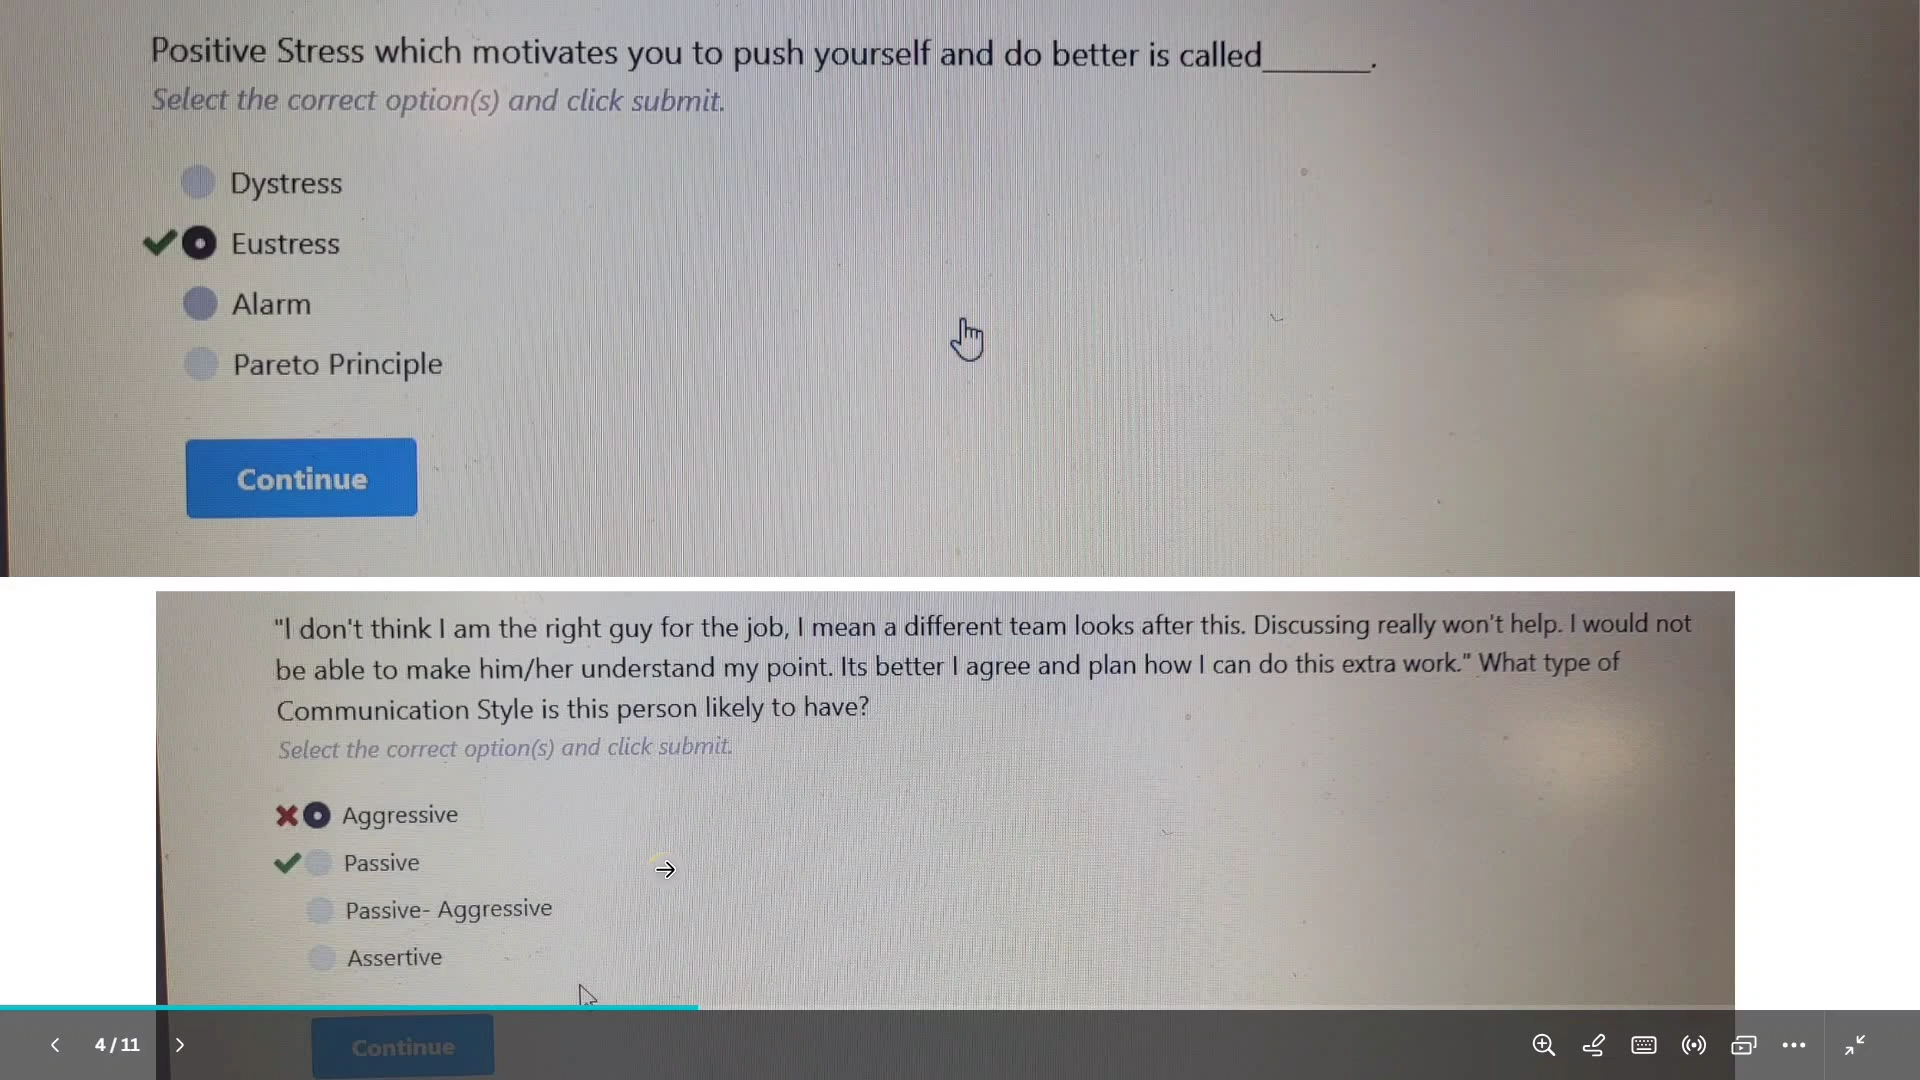 Positive Stress which motivates you to push yourself and do better is called_______.
Select the correct option(s) and click submit.
Dystress
Eustress
Alarm
Pareto Principle
Continue
"I don't think I am the right guy for the job, I mean a different team looks after this. Discussing really won't help. I would not
be able to make him/her understand my point. Its better I agree and plan how I can do this extra work." What type of
Communication Style is this person likely to have?
Select the correct option(s) and click submit.
Aggressive
Passive
Passive- Aggressive
Assertive
Continue
4 / 11